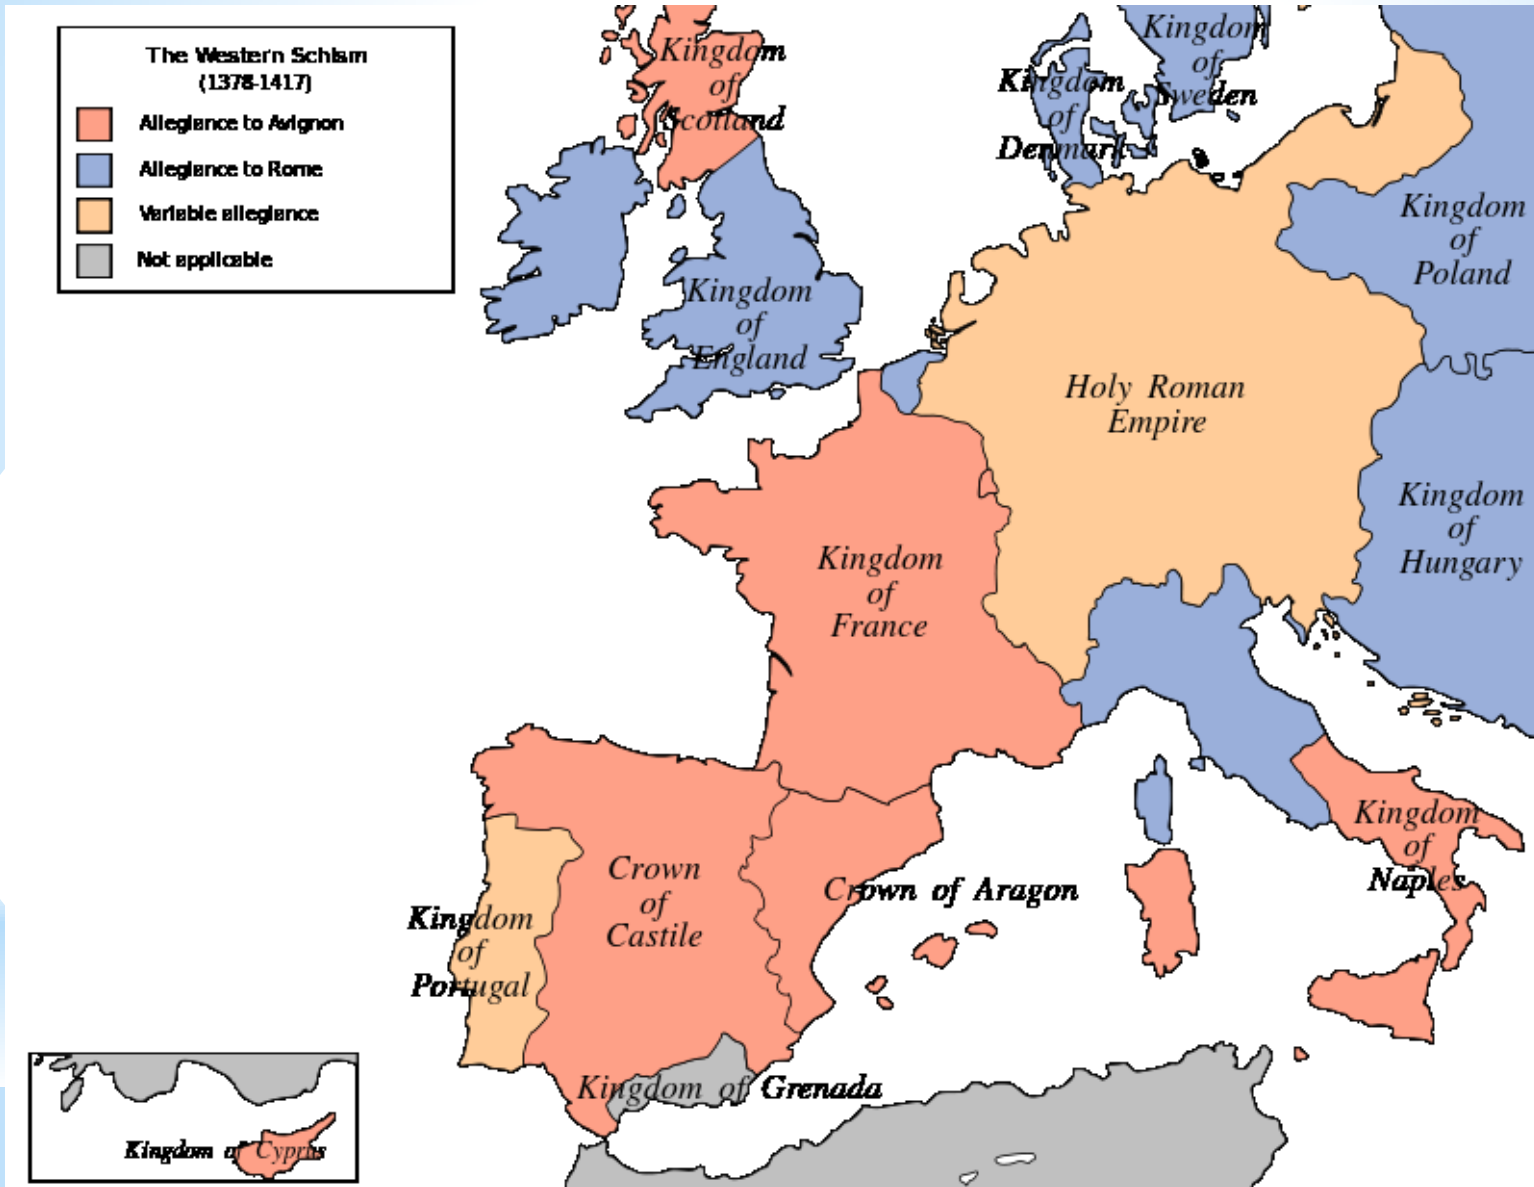 The Western Schism
(1378-1417)
Allegiance to Avignon
Allegiance to Rome
Variable allegiance
Not applicable
Kingdom
of
Scotland
Kingdom
of
Denmark
Kingdom
of
Sweden
Kingdom
of
Poland
Kingdom
of
England
Holy Roman
Empire
Kingdom
of
Hungary
Kingdom
of
France
Kingdom
of
Naples
Crown
of
Castile
Crown of Aragon
Kingdom
of
Portugal
Kingdom of Grenada
Kingdom of Cyprus